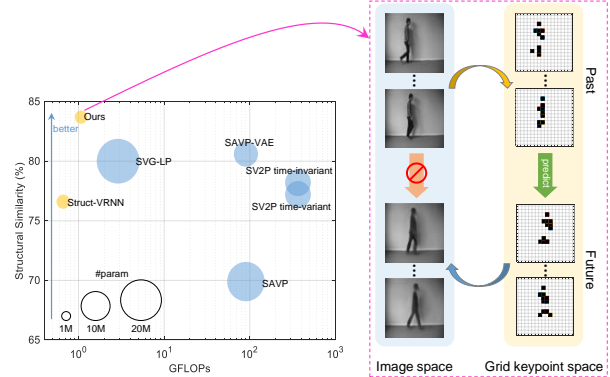 85
80
75
70
65
Structural Similarity (%)
better
Ours
SVG-LP
SAVP-VAE
SV2P time-invariant
SV2P time-variant
Struct-VRNN
SAVP
#param
1M
10M
20M
10^0
10^1
10^2
10^3
GFLOPs
Past
predict
Future
Image space
Grid keypoint space